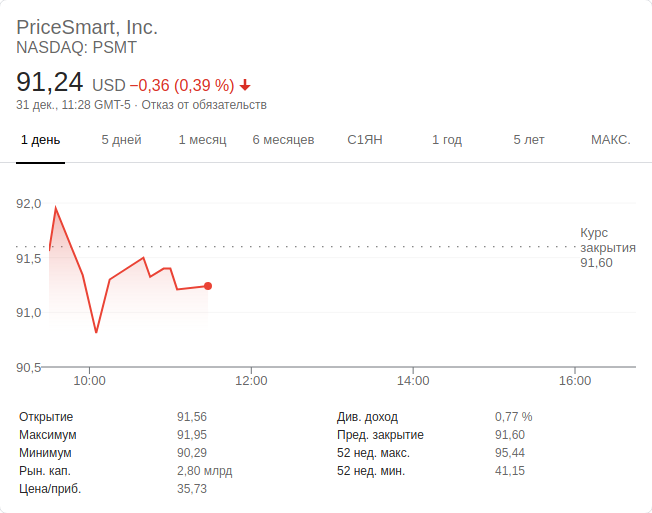 PriceSmart, Inc.
NASDAQ: PSMT
91,24 USD −0,36 (0,39 %)
31 дек., 11:28 GMT-5 · Отказ от обязательств
1 день 5 дней 1 месяц 6 месяцев С1ЯН 1 год 5 лет МАКС.
92,0
Курс
закрытия
91,60
91,5
91,0
90,5
10:00 12:00 14:00 16:00
Открытие 91,56 Див. доход 0,77 %
Максимум 91,95 Пред. закрытие 91,60
Минимум 90,29 52 нед. макс. 95,44
Рын. кап. 2,80 млрд 52 нед. мин. 41,15
Цена/приб. 35,73